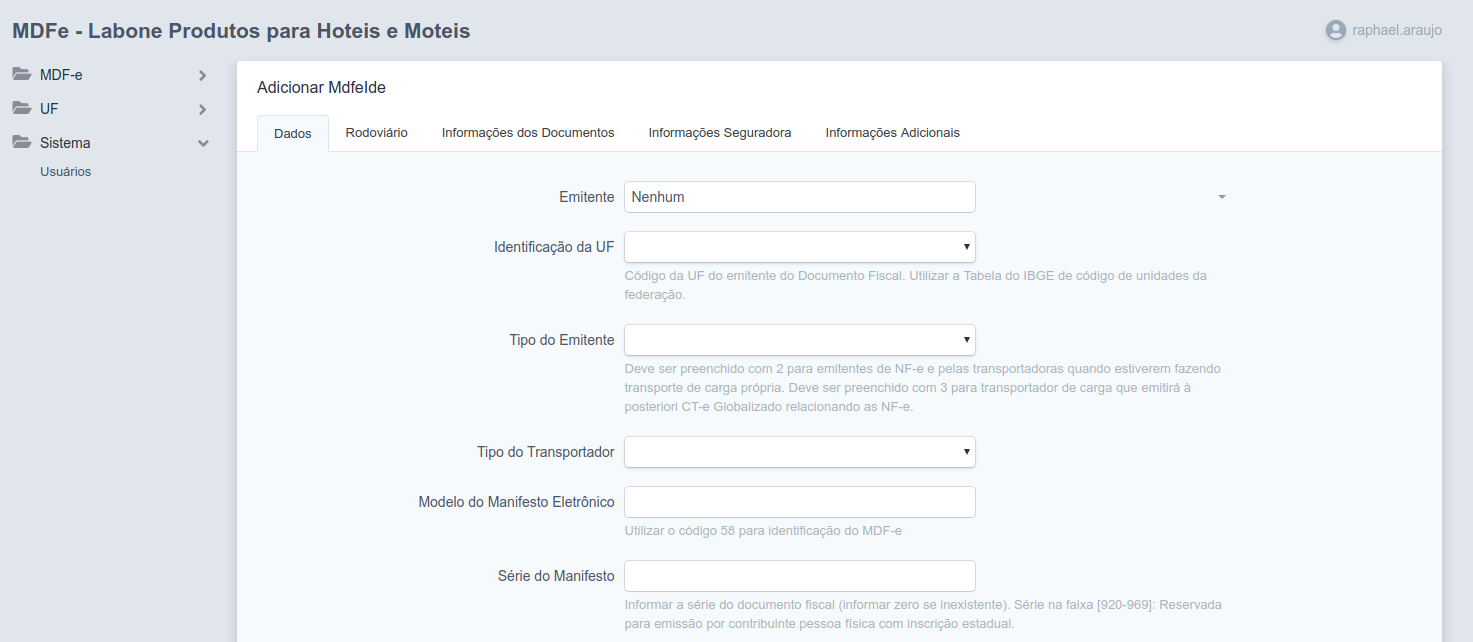 MDFe - Labone Produtos para Hoteis e Moteis
raphael.araujo
MDF-e
UF
Sistema
Usuários
Adicionar MdfeIde
Dados
Rodoviário
Informações dos Documentos
Informações Seguradora
Informações Adicionais
Emitente
Nenhum
Identificação da UF
Código da UF do emitente do Documento Fiscal. Utilizar a Tabela do IBGE de código de unidades da
federação.
Tipo do Emitente
Deve ser preenchido com 2 para emitentes de NF-e e pelas transportadoras quando estiverem fazendo
transporte de carga própria. Deve ser preenchido com 3 para transportador de carga que emitirá à
posteriori CT-e Globalizado relacionando as NF-e.
Tipo do Transportador
Modelo do Manifesto Eletrônico
Utilizar o código 58 para identificação do MDF-e
Série do Manifesto
Informar a série do documento fiscal (informar zero se inexistente). Série na faixa [920-969]: Reservada
para emissão por contribuinte pessoa física com inscrição estadual.